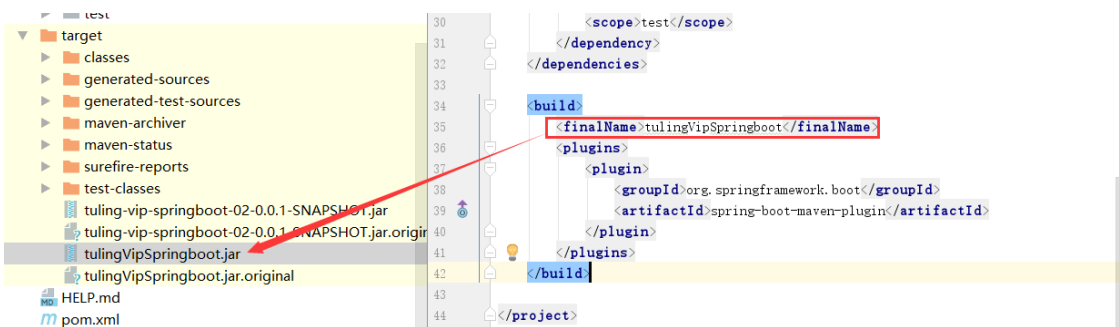 test
target
classes
generated-sources
generated-test-sources
maven-archiver
maven-status
surefire-reports
test-classes
tuling-vip-springboot-02-0.0.1-SNAPSHOT.jar
tuling-vip-springboot-02-0.0.1-SNAPSHOT.jar.origir
tulingVipSpringboot.jar
tulingVipSpringboot.jar.original
MD HELP.md
m pom.xml
30 <scope>test</scope>
31 </dependency>
32 </dependencies>
33
34 <build>
35 <finalName>tulingVipSpringboot</finalName>
36 <plugins>
37 <plugin>
38 <groupId>org.springframework.boot</groupId>
39 <artifactId>spring-boot-maven-plugin</artifactId>
40 </plugin>
41 </plugins>
42 </build>
43
44 </project>